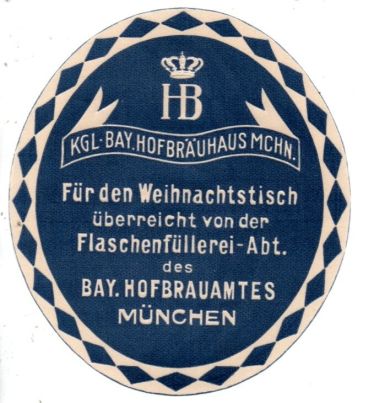 HB
KGL-BAY.HOFBRÄUHAUS MCHN.
Für den Weihnachtstisch
überreicht von der
Flaschenfüllerei-Abt.
des
BAY. HOFBRAUAMTES
MÜNCHEN